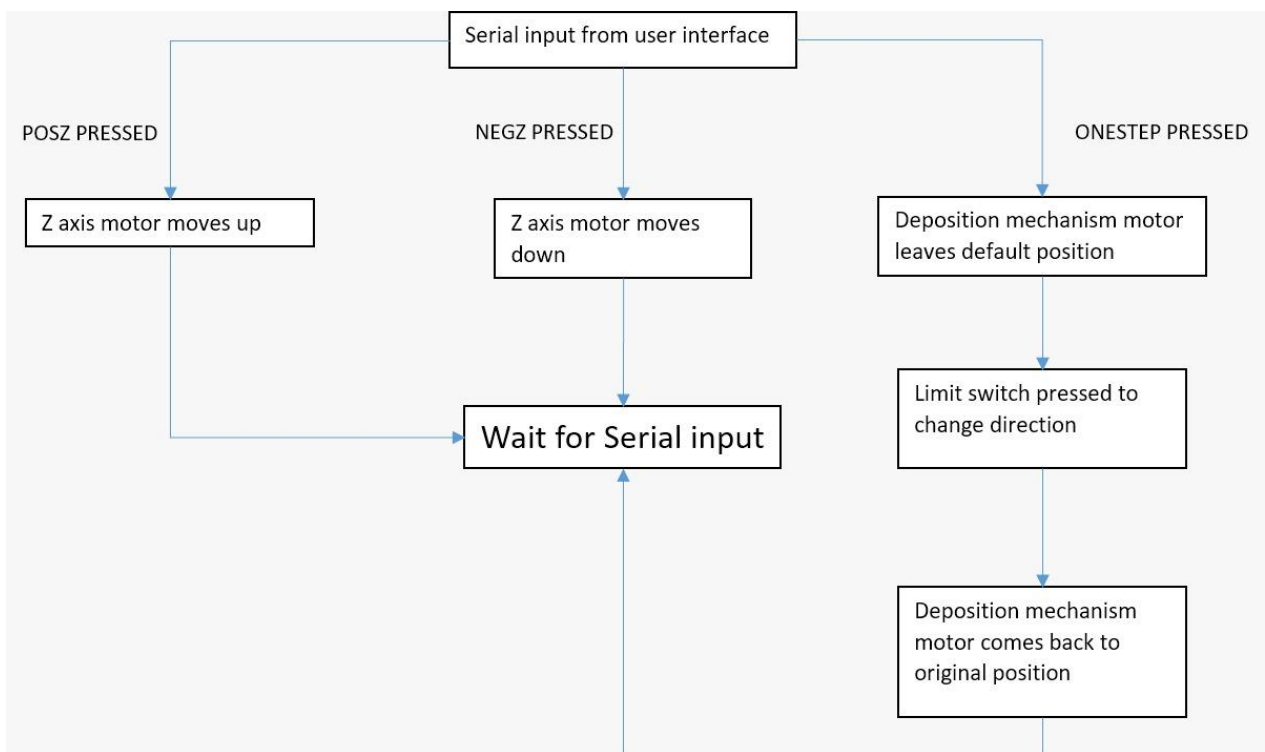 Serial input from user interface
POSZ PRESSED
NEGZ PRESSED
ONESTEP PRESSED
Z axis motor moves up
Z axis motor moves
down
Deposition mechanism motor
leaves default position
Limit switch pressed to
change direction
Wait for Serial input
Deposition mechanism
motor comes back to
original position